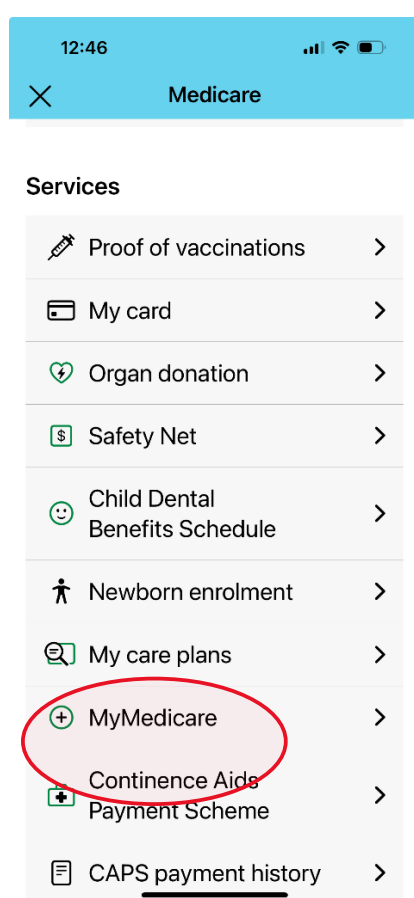 12:46
Medicare
Services
Proof of vaccinations
My card
Organ donation
$ Safety Net
Child Dental
Benefits Schedule
Newborn enrolment
My care plans
MyMedicare
Continence Aids
Payment Scheme
CAPS payment history